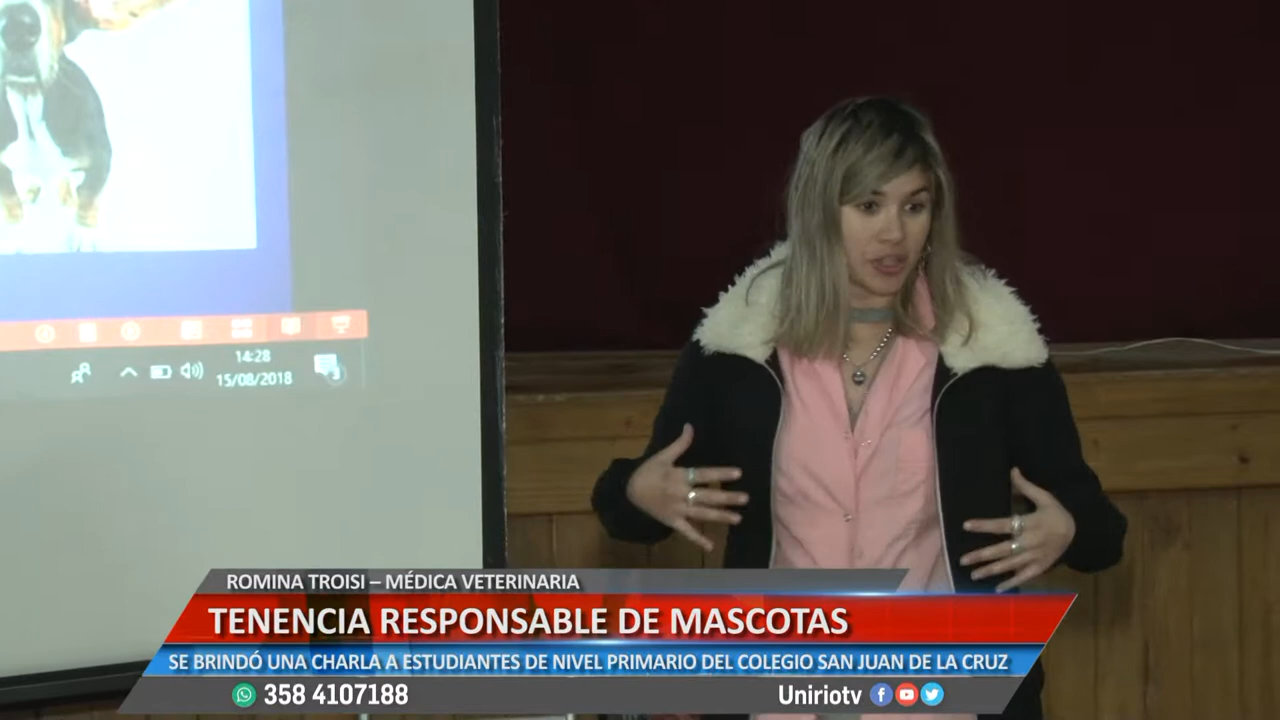 14:28
15/08/2018
ROMINA TROISI – MÉDICA VETERINARIA
TENENCIA RESPONSABLE DE MASCOTAS
SE BRINDÓ UNA CHARLA A ESTUDIANTES DE NIVEL PRIMARIO DEL COLEGIO SAN JUAN DE LA CRUZ
358 4107188 Uniriotv